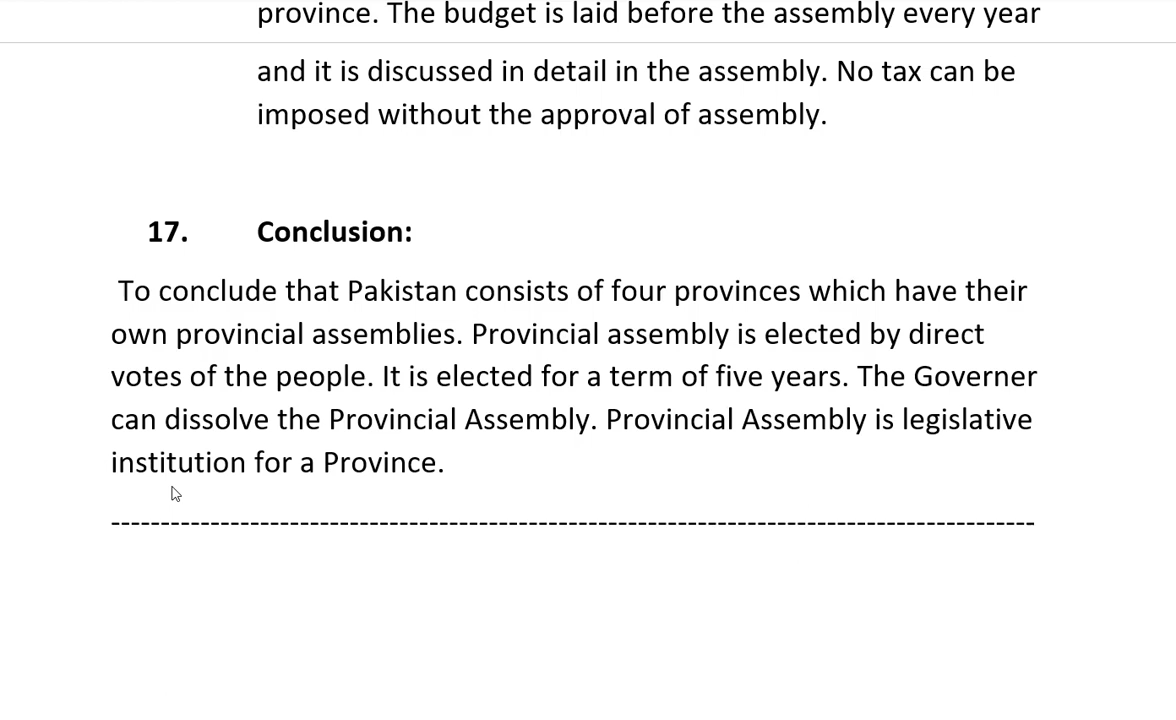 province. The budget is laid before the assembly every year
and it is discussed in detail in the assembly. No tax can be
imposed without the approval of assembly.
17. Conclusion:
To conclude that Pakistan consists of four provinces which have their
own provincial assemblies. Provincial assembly is elected by direct
votes of the people. It is elected for a term of five years. The Governer
can dissolve the Provincial Assembly. Provincial Assembly is legislative
institution for a Province.
---------------------------------------------------------------------------------------------